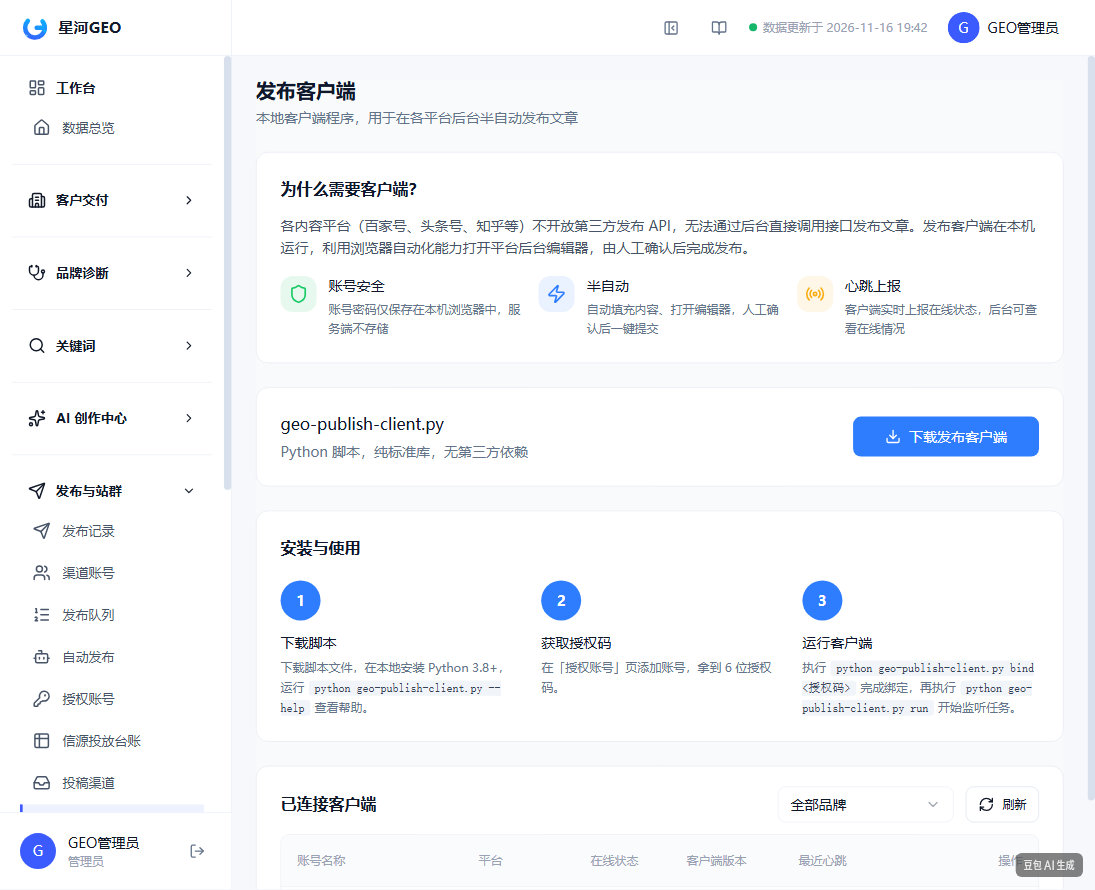 星河GEO
数据更新于 2026-11-16 19:42
G
GEO管理员
工作台
数据总览
客户交付
品牌诊断
关键词
AI 创作中心
发布与站群
发布记录
渠道账号
发布队列
自动发布
授权账号
信源投放台账
投稿渠道
G
GEO管理员
管理员
发布客户端
本地客户端程序，用于在各平台后台半自动发布文章
为什么需要客户端?
各内容平台（百家号、头条号、知乎等）不开放第三方发布 API，无法通过后台直接调用接口发布文章。发布客户端在本机
运行，利用浏览器自动化能力打开平台后台编辑器，由人工确认后完成发布。
账号安全
账号密码仅保存在本机浏览器中，服
务端不存储
半自动
自动填充内容、打开编辑器，人工确
认后一键提交
心跳上报
客户端实时上报在线状态，后台可查
看在线情况
geo-publish-client.py
Python 脚本，纯标准库，无第三方依赖
下载发布客户端
安装与使用
1
下载脚本
下载脚本文件，在本地安装 Python 3.8+，
运行 python geo-publish-client.py --
help 查看帮助。
2
获取授权码
在「授权账号」页添加账号，拿到 6 位授权
码。
3
运行客户端
执行 python geo-publish-client.py bind
<授权码> 完成绑定，再执行 python geo-
publish-client.py run 开始监听任务。
已连接客户端
全部品牌
刷新
账号名称 平台 在线状态 客户端版本 最近心跳 操作
豆包 AI 生成